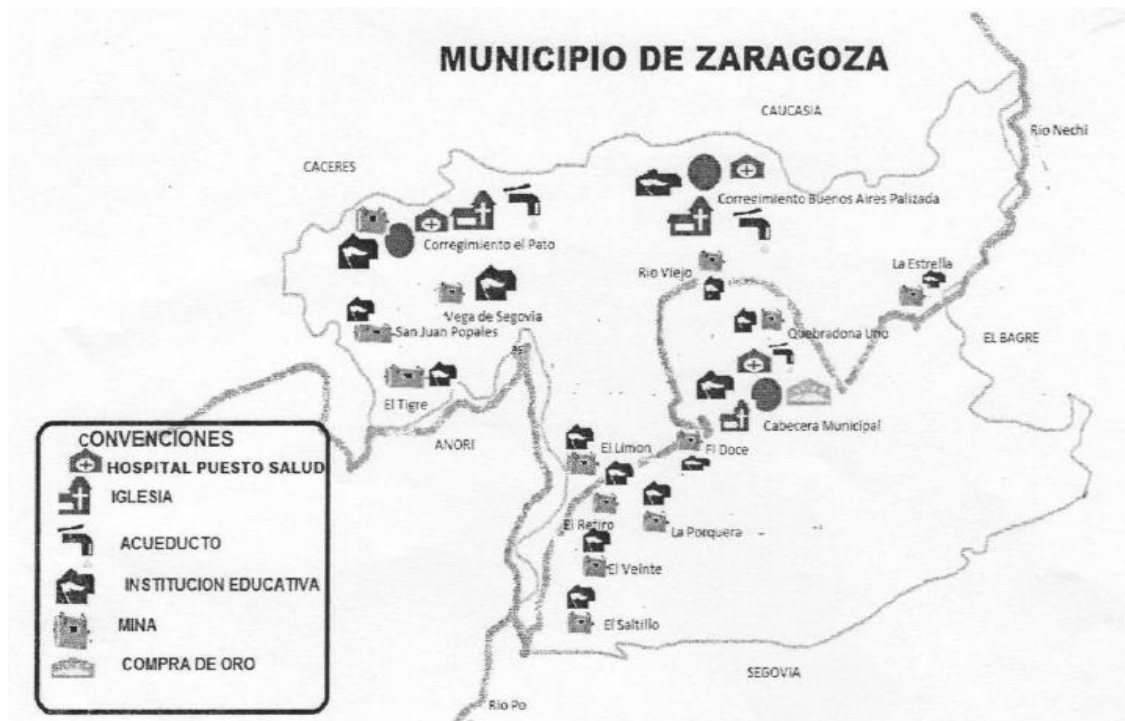 MUNICIPIO DE ZARAGOZA
CAUCASIA
Rio Nechi
CACERES
Corregimiento Buenos Aires Palizada
Corregimiento el Pato
La Estrella
Rio Viejo
Vega de Segovia
San Juan Popales
Quebradona Uno
EL BAGRE
El Tigre
Cabecera Municipal
ANORI
El Limon
El Doce
El Retiro
La Porquera
El Veinte
El Saltillo
SEGOVIA
Rio Po
CONVENCIONES
HOSPITAL PUESTO SALUD
IGLESIA
ACUEDUCTO
INSTITUCION EDUCATIVA
MINA
COMPRA DE ORO